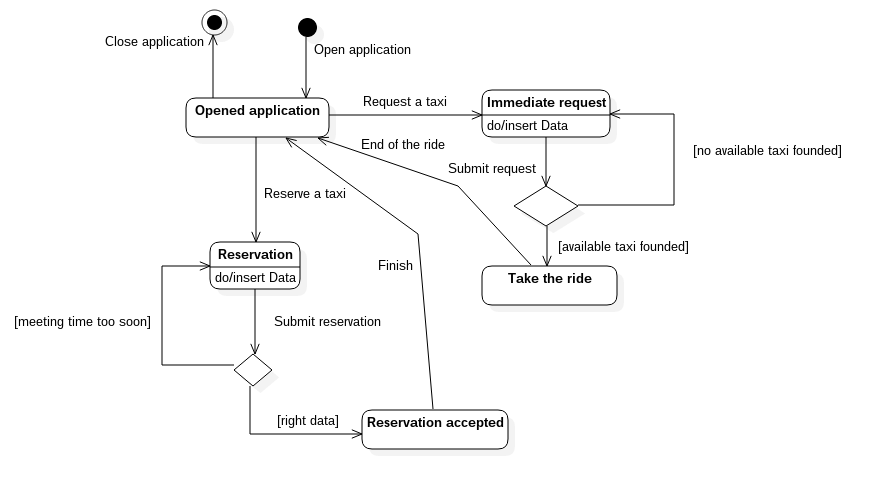 Close application
Open application
Opened application
Request a taxi
Immediate request
do/insert Data
End of the ride
[no available taxi founded]
Submit request
Reserve a taxi
[available taxi founded]
Reservation
do/insert Data
Finish
Take the ride
[meeting time too soon]
Submit reservation
[right data]
Reservation accepted